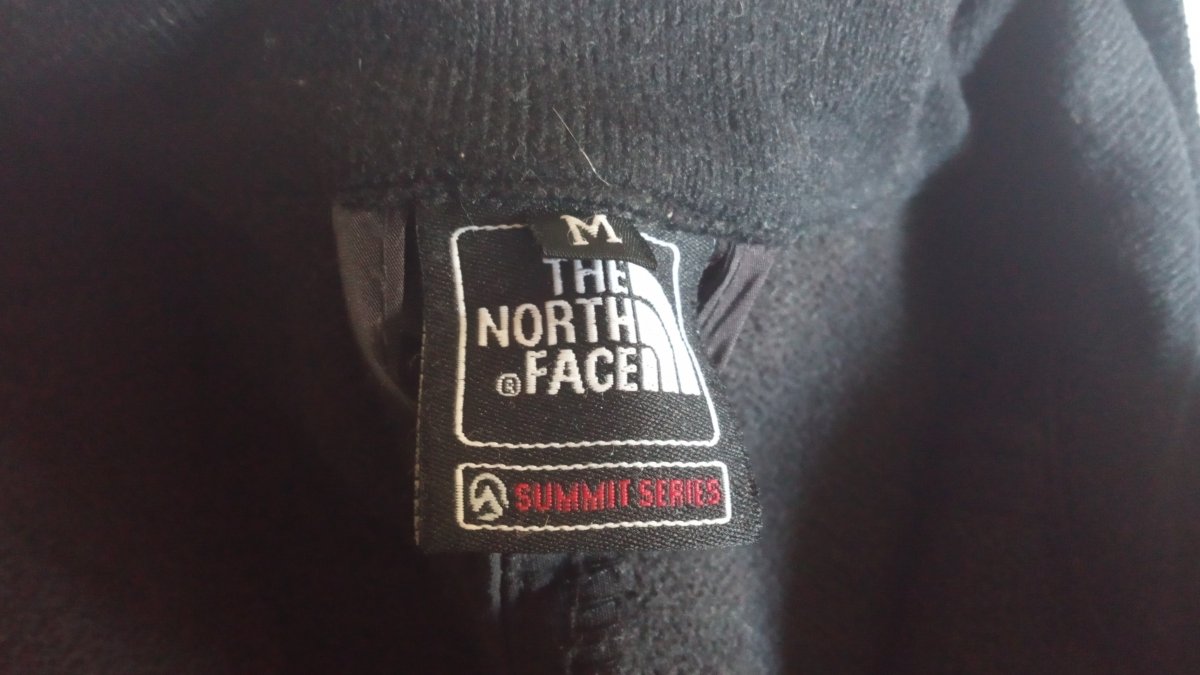 M
THE
NORTH
® FACE
SUMMIT SERIES